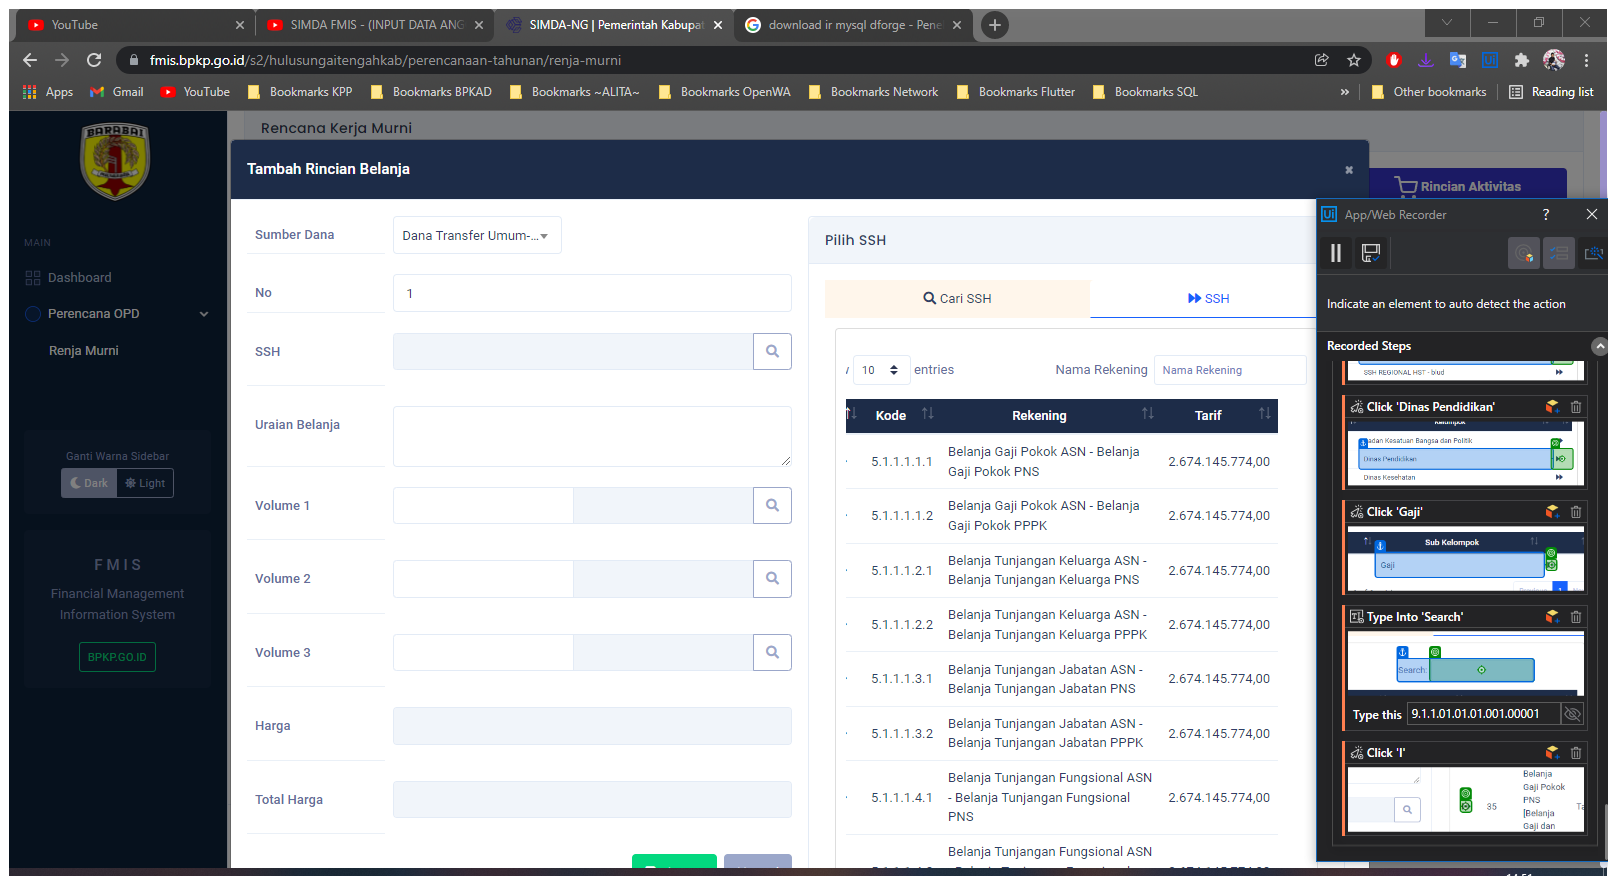 YouTube
SIMDA FMIS - (INPUT DATA ANG
SIMDA-NG | Pemerintah Kabupat
download ir mysql dforge - Pene
fmis.bpkp.go.id/s2/hulusungaitengahkab/perencanaan-tahunan/renja-murni
Apps
Gmail
YouTube
Bookmarks KPP
Bookmarks BPKAD
Bookmarks ~ALITA~
Bookmarks OpenWA
Bookmarks Network
Bookmarks Flutter
Bookmarks SQL
»
Other bookmarks
Reading list
BARABAI
MAIN
Dashboard
Perencana OPD
Renja Murni
Ganti Warna Sidebar
Dark
Light
FMIS
Financial Management
Information System
BPKP.GO.ID
Rencana Kerja Murni
Rincian Aktivitas
Tambah Rincian Belanja
Sumber Dana
Dana Transfer Umum-...
No
1
SSH
Uraian Belanja
Volume 1
Volume 2
Volume 3
Harga
Total Harga
Pilih SSH
Cari SSH
SSH
10
entries
Nama Rekening
Nama Rekening
Kode
Rekening
Tarif
5.1.1.1.1.1
Belanja Gaji Pokok ASN - Belanja
Gaji Pokok PNS
2.674.145.774,00
5.1.1.1.1.2
Belanja Gaji Pokok ASN - Belanja
Gaji Pokok PPPK
2.674.145.774,00
5.1.1.1.2.1
Belanja Tunjangan Keluarga ASN -
Belanja Tunjangan Keluarga PNS
2.674.145.774,00
5.1.1.1.2.2
Belanja Tunjangan Keluarga ASN -
Belanja Tunjangan Keluarga PPPK
2.674.145.774,00
5.1.1.1.3.1
Belanja Tunjangan Jabatan ASN -
Belanja Tunjangan Jabatan PNS
2.674.145.774,00
5.1.1.1.3.2
Belanja Tunjangan Jabatan ASN -
Belanja Tunjangan Jabatan PPPK
2.674.145.774,00
5.1.1.1.4.1
Belanja Tunjangan Fungsional ASN
- Belanja Tunjangan Fungsional
PNS
2.674.145.774,00
Belanja Tunjangan Fungsional ASN
Ui
App/Web Recorder
?
Indicate an element to auto detect the action
Recorded Steps
SSH REGIONAL HST - blud
Click 'Dinas Pendidikan'
Badan Kesatuan Bangsa dan Politik
Dinas Pendidikan
Dinas Kesehatan
Click 'Gaji'
Sub Kelompok
Gaji
Type Into 'Search'
Search:
Type this
9.1.1.01.01.01.001.00001
Click 'I'
35
Belanja
Gaji Pokok
PNS
[Belanja
Gaji dan